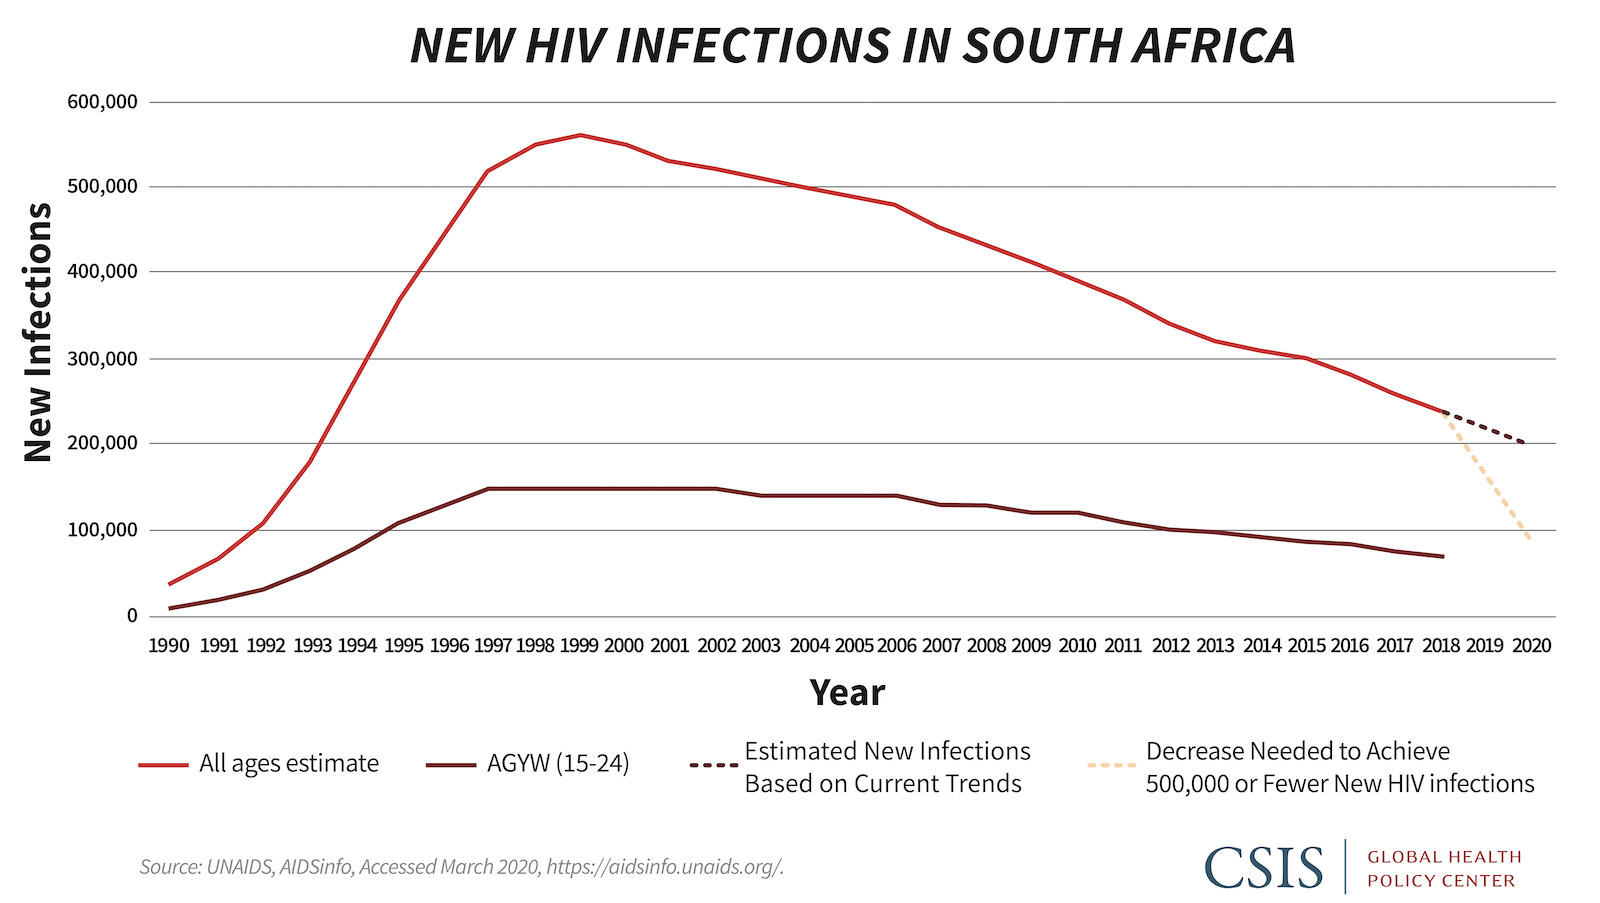 NEW HIV INFECTIONS IN SOUTH AFRICA
600,000
500,000
400,000
300,000
200,000
100,000
0
New Infections
1990 1991 1992 1993 1994 1995 1996 1997 1998 1999 2000 2001 2002 2003 2004 2005 2006 2007 2008 2009 2010 2011 2012 2013 2014 2015 2016 2017 2018 2019 2020
Year
All ages estimate
AGYW (15-24)
Estimated New Infections
Based on Current Trends
Decrease Needed to Achieve
500,000 or Fewer New HIV infections
Source: UNAIDS, AIDSinfo, Accessed March 2020, https://aidsinfo.unaids.org/.
CSIS
GLOBAL HEALTH
POLICY CENTER